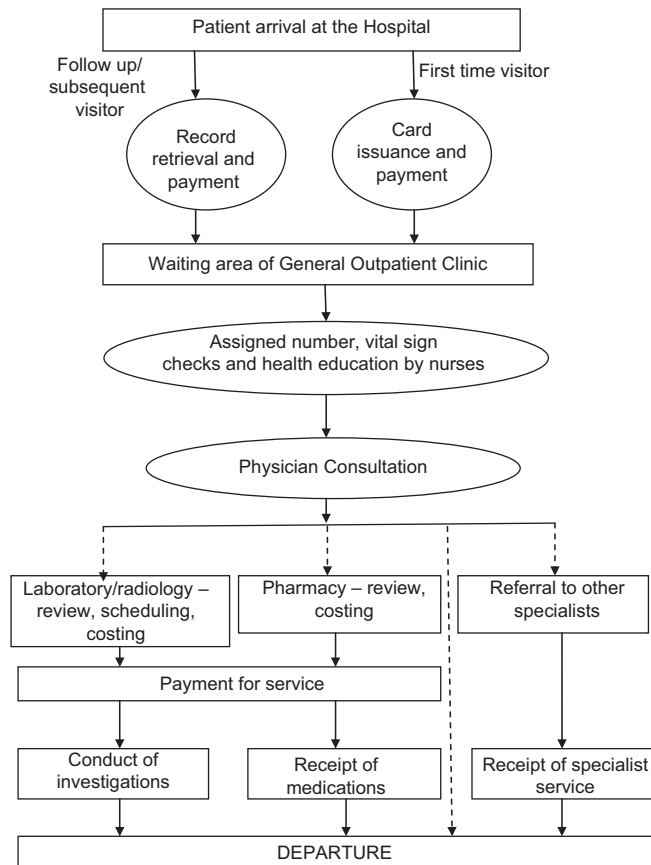 Patient arrival at the Hospital
Follow up/
subsequent
visitor
First time visitor
Record
retrieval and
payment
Card
issuance and
payment
Waiting area of General Outpatient Clinic
Assigned number, vital sign
checks and health education by nurses
Physician Consultation
Laboratory/radiology –
review, scheduling,
costing
Pharmacy – review,
costing
Referral to other
specialists
Payment for service
Conduct of
investigations
Receipt of
medications
Receipt of specialist
service
DEPARTURE